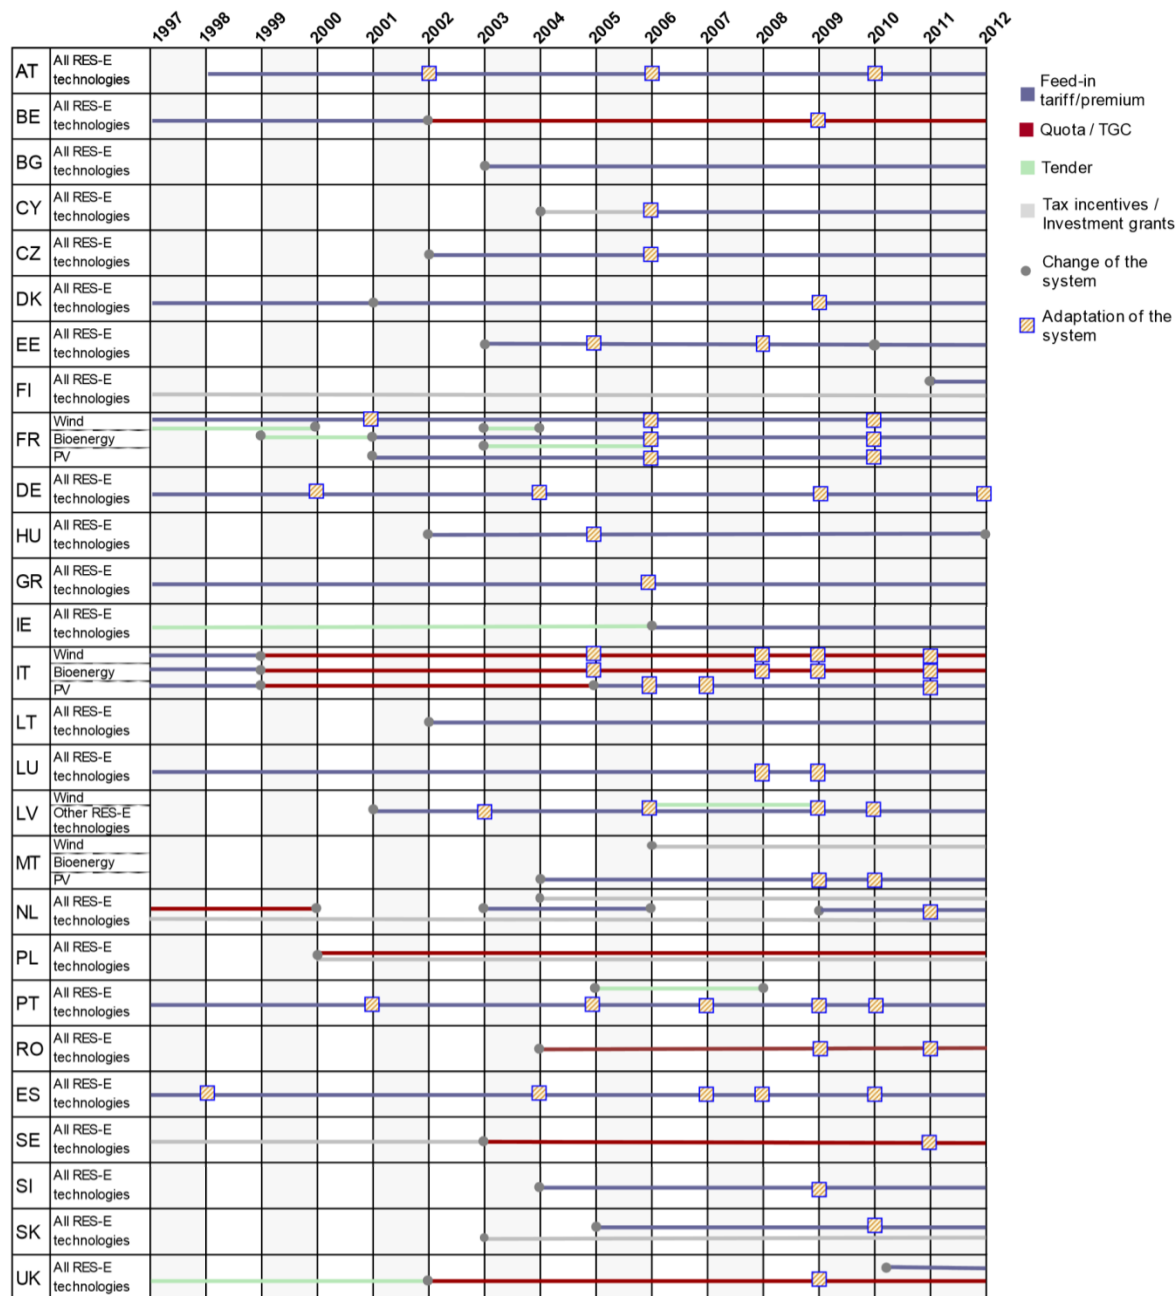 1997 1998 1999 2000 2001 2002 2003 2004 2005 2006 2007 2008 2009 2010 2011 2012
AT
All RES-E
technologies
BE
All RES-E
technologies
BG
All RES-E
technologies
CY
All RES-E
technologies
CZ
All RES-E
technologies
DK
All RES-E
technologies
EE
All RES-E
technologies
FI
All RES-E
technologies
FR
Wind
Bioenergy
PV
DE
All RES-E
technologies
HU
All RES-E
technologies
GR
All RES-E
technologies
IE
All RES-E
technologies
IT
Wind
Bioenergy
PV
LT
All RES-E
technologies
LU
All RES-E
technologies
LV
Wind
Other RES-E
technologies
MT
Wind
Bioenergy
PV
NL
All RES-E
technologies
PL
All RES-E
technologies
PT
All RES-E
technologies
RO
All RES-E
technologies
ES
All RES-E
technologies
SE
All RES-E
technologies
SI
All RES-E
technologies
SK
All RES-E
technologies
UK
All RES-E
technologies
Feed-in
tariff/premium
Quota / TGC
Tender
Tax incentives /
Investment grants
Change of the
system
Adaptation of the
system